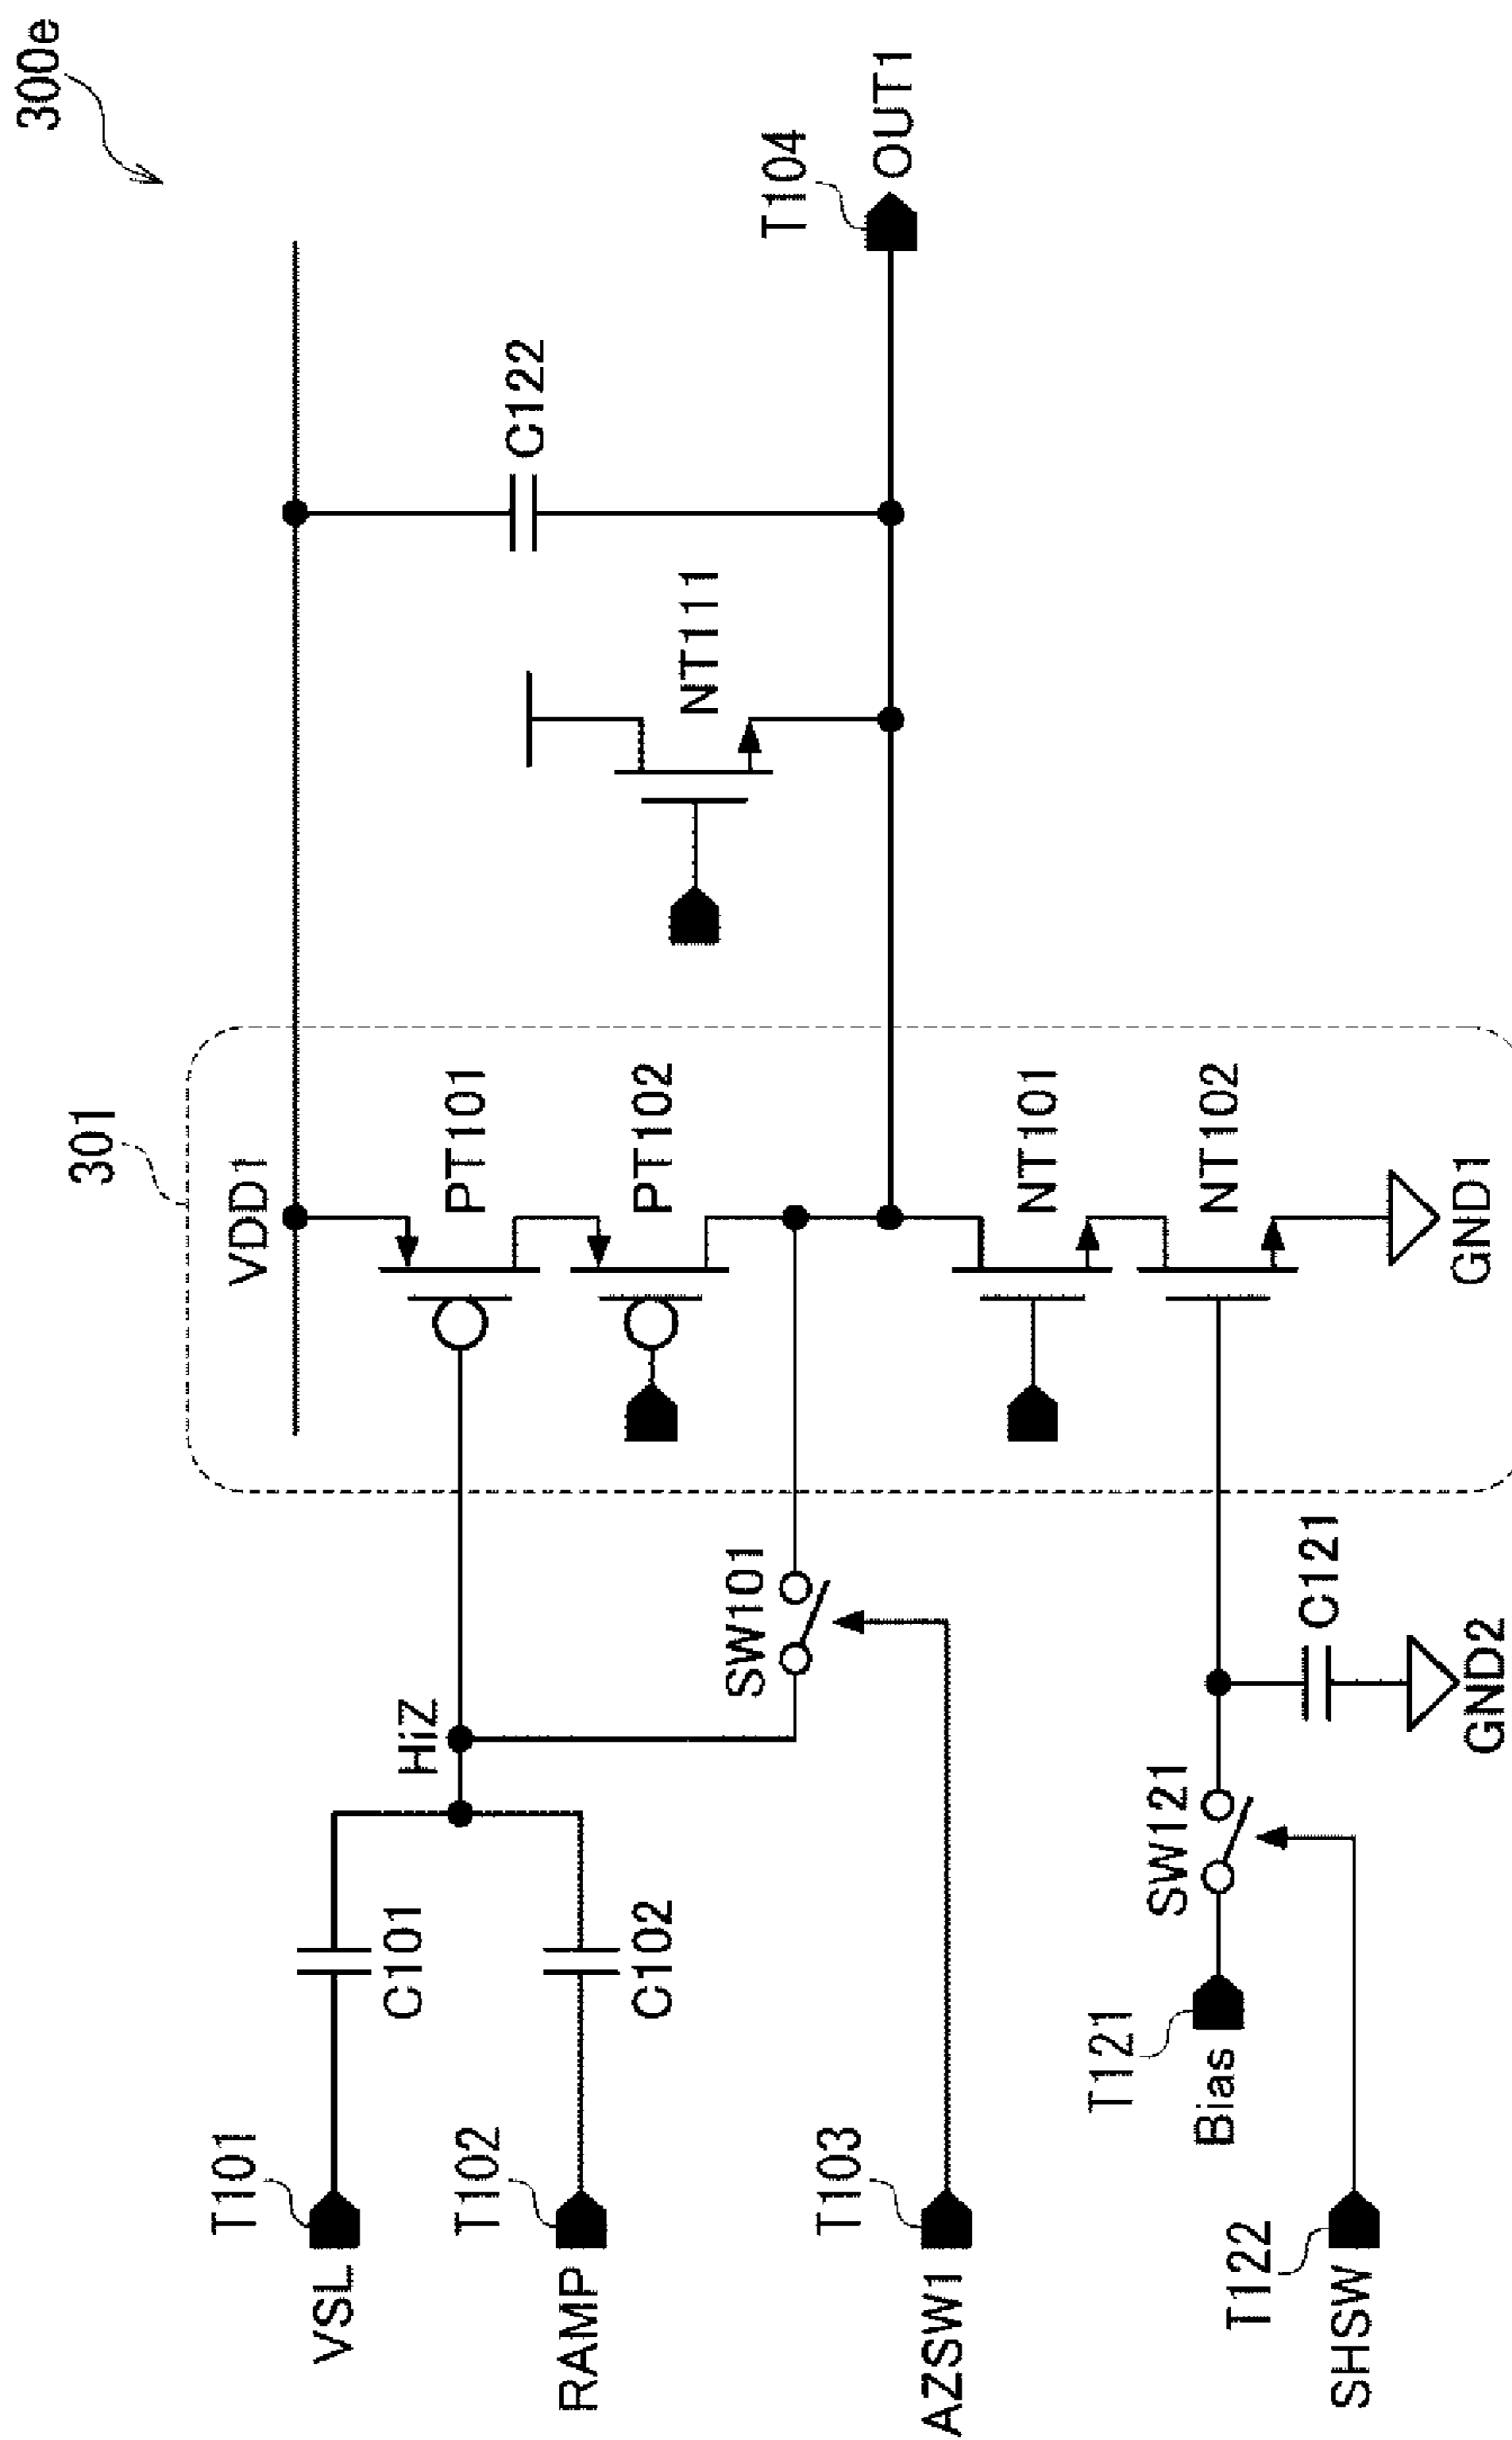 300e
301
VDD1
T101
VSL
C101
HiZ
PT101
C122
T102
RAMP
C102
PT102
NT111
SW101
T104
OUT1
T103
AZSW1
NT101
T121
Bias
SW121
NT102
C121
T122
SHSW
GND2
GND1